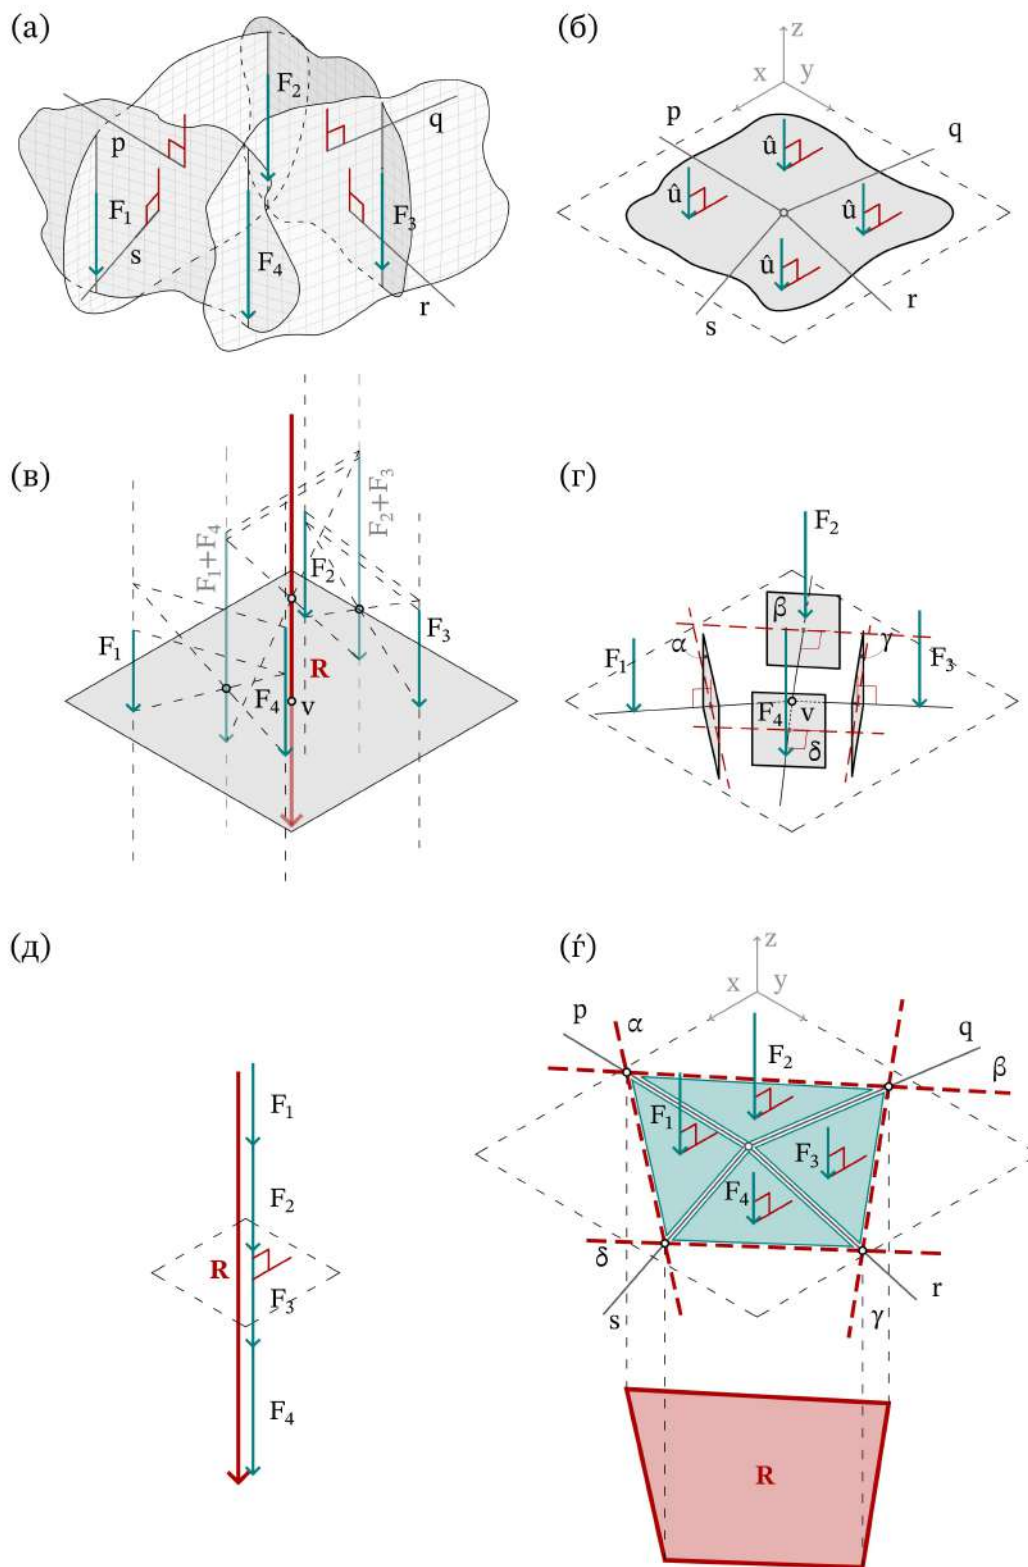 (а)
F₂
p
q
F₁
F₃
s
F₄
r
(б)
z
x y
p
q
û
û
û
û
s
r
(в)
F₁+F₄
F₂+F₃
F₂
F₁
F₃
R
F₄
v
(г)
F₂
β
F₁
α
γ
F₃
F₄
v
δ
(д)
F₁
F₂
R
F₃
F₄
(ѓ)
z
x y
p
α
q
F₂
β
F₁
F₃
F₄
δ
s
r
γ
R